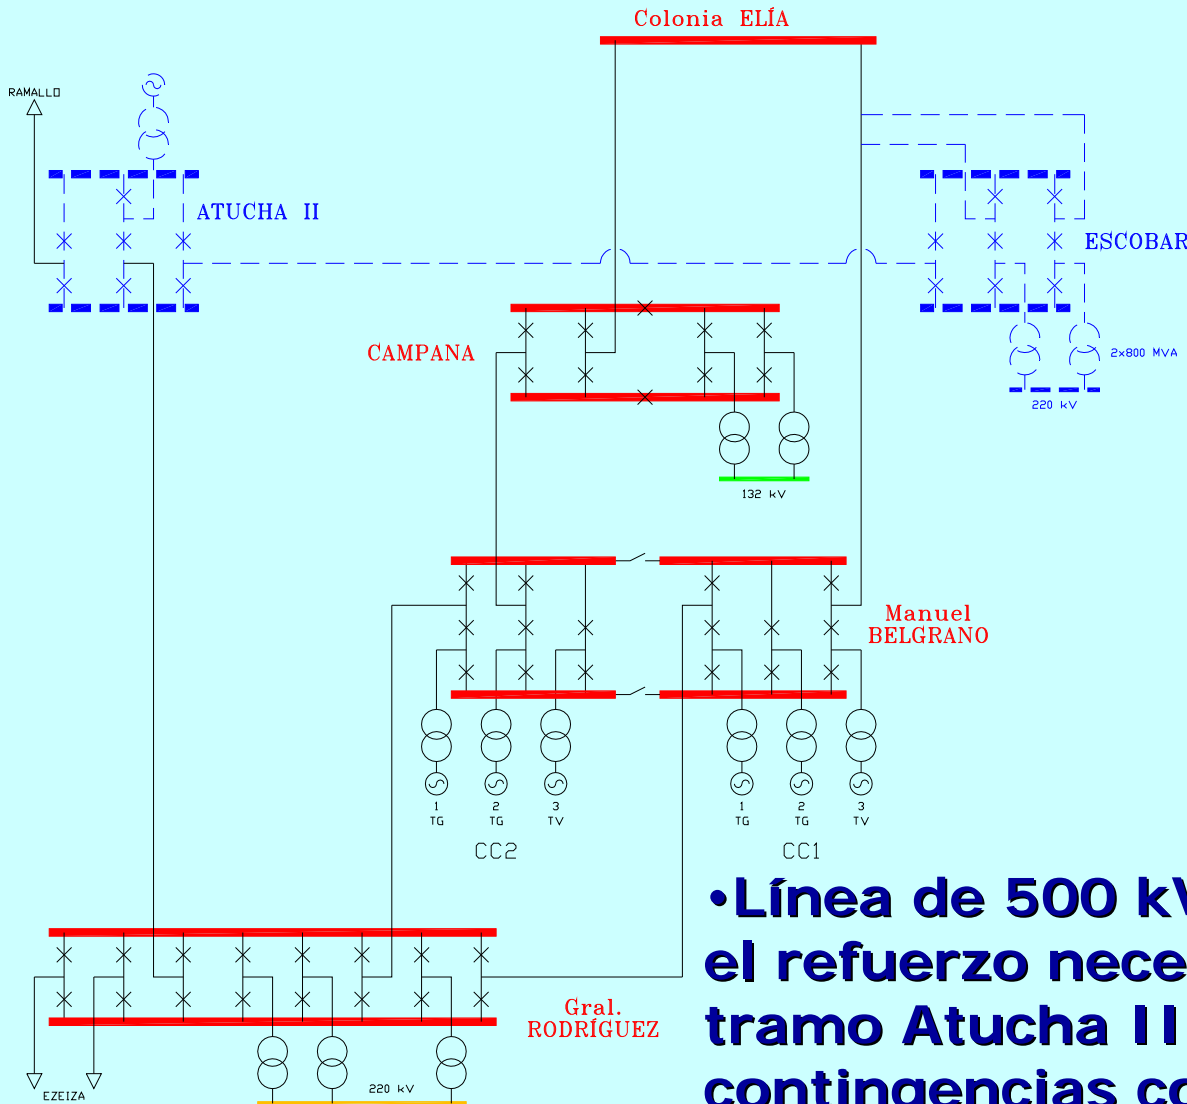 Colonia ELÍA
RAMALLO
ATUCHA II
ESCOBAR
CAMPANA
2x800 MVA
220 kV
132 kV
Manuel
BELGRANO
1
TG
2
TG
3
TV
1
TG
2
TG
3
TV
CC2
CC1
•Línea de 500 kV
el refuerzo nece
tramo Atucha II
contingencias co
Gral.
RODRÍGUEZ
220 kV
EZEIZA